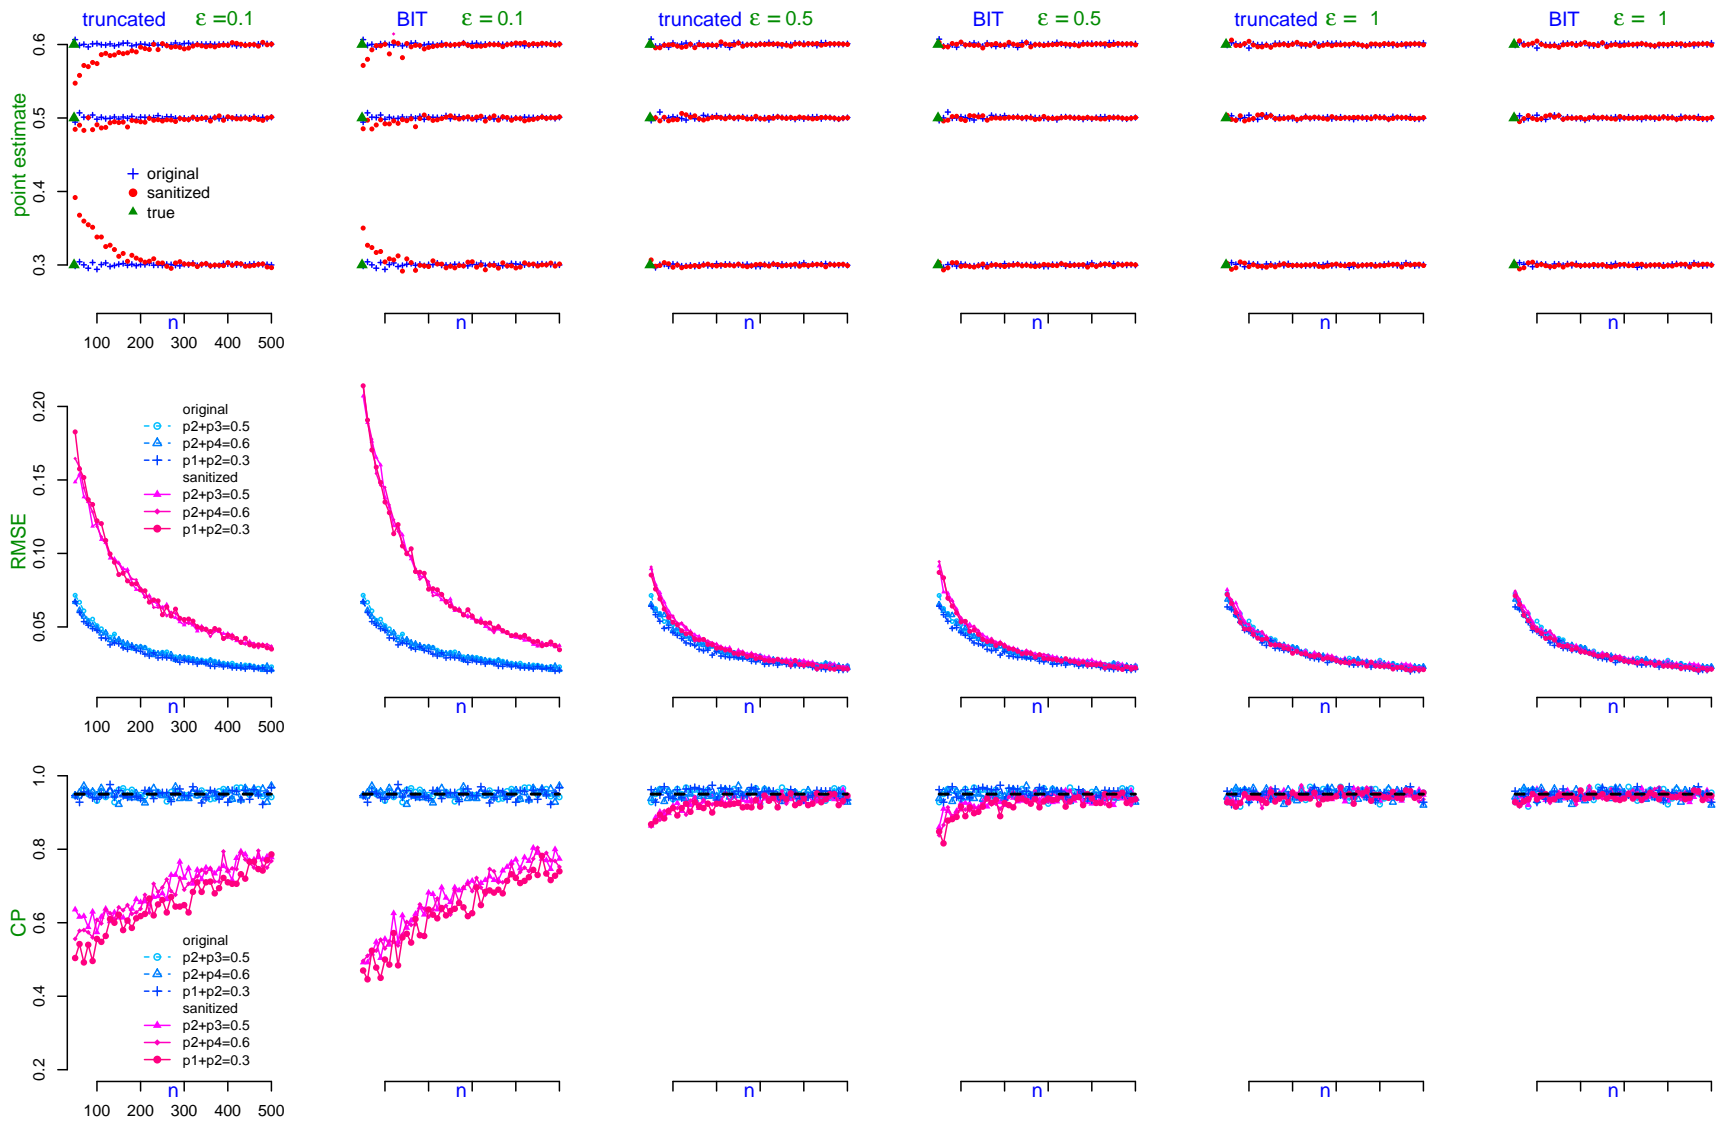 truncated ε = 0.1 BIT ε = 0.1 truncated ε = 0.5 BIT ε = 0.5 truncated ε = 1 BIT ε = 1
point estimate
0.6
0.5
0.4
0.3
original
sanitized
true
n n n n n n
100 200 300 400 500
RMSE
0.20
0.15
0.10
0.05
original
p2+p3=0.5
p2+p4=0.6
p1+p2=0.3
sanitized
p2+p3=0.5
p2+p4=0.6
p1+p2=0.3
n n n n n n
100 200 300 400 500
CP
1.0
0.8
0.6
0.4
0.2
original
p2+p3=0.5
p2+p4=0.6
p1+p2=0.3
sanitized
p2+p3=0.5
p2+p4=0.6
p1+p2=0.3
n n n n n n
100 200 300 400 500